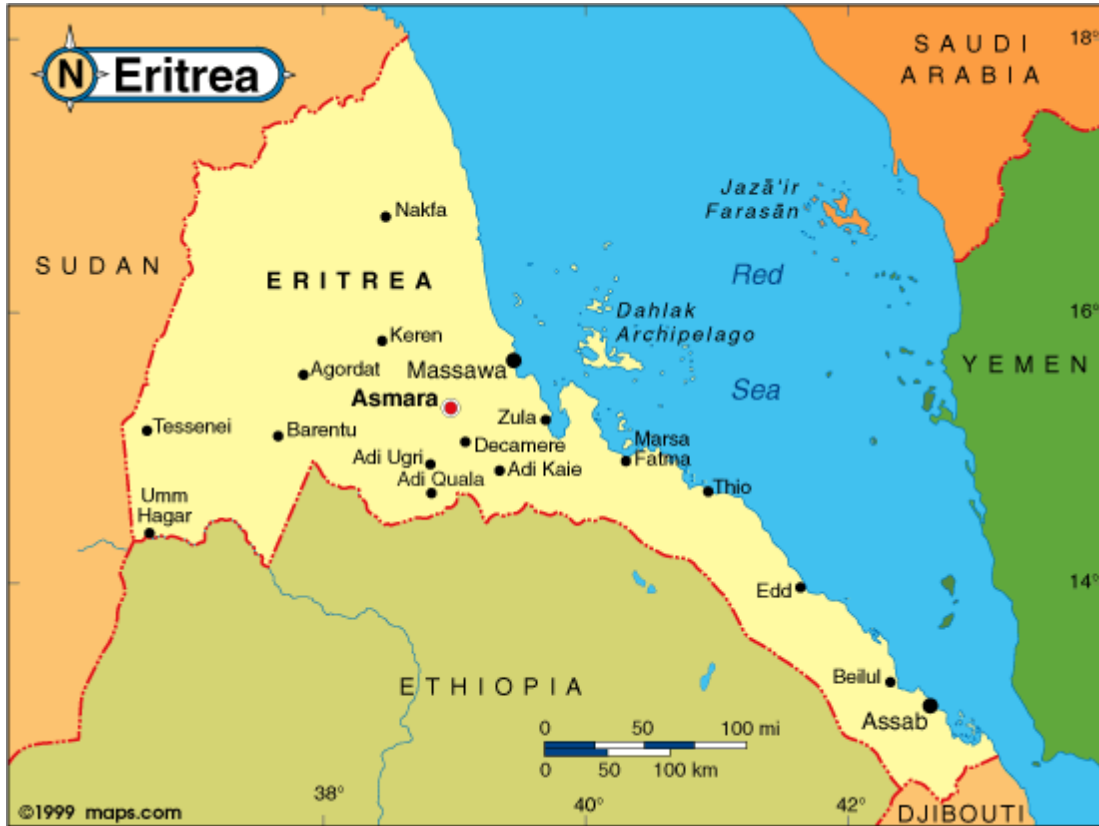 N Eritrea
SAUDI
ARABIA
18°
Jazā'ir
Farasān
Nakfa
SUDAN
ERITREA
Red
Dahlak
Archipelago
16°
Keren
Massawa
Agordat
YEMEN
Asmara
Sea
Zula
Tessenei
Barentu
Decamere
Marsa
Fatma
Adi Ugri
Adi Kaie
Adi Quala
Thio
Umm
Hagar
14°
Edd
Beilul
ETHIOPIA
Assab
0 50 100 mi
0 50 100 km
38°
40°
42°
©1999 maps.com
DJIBOUTI